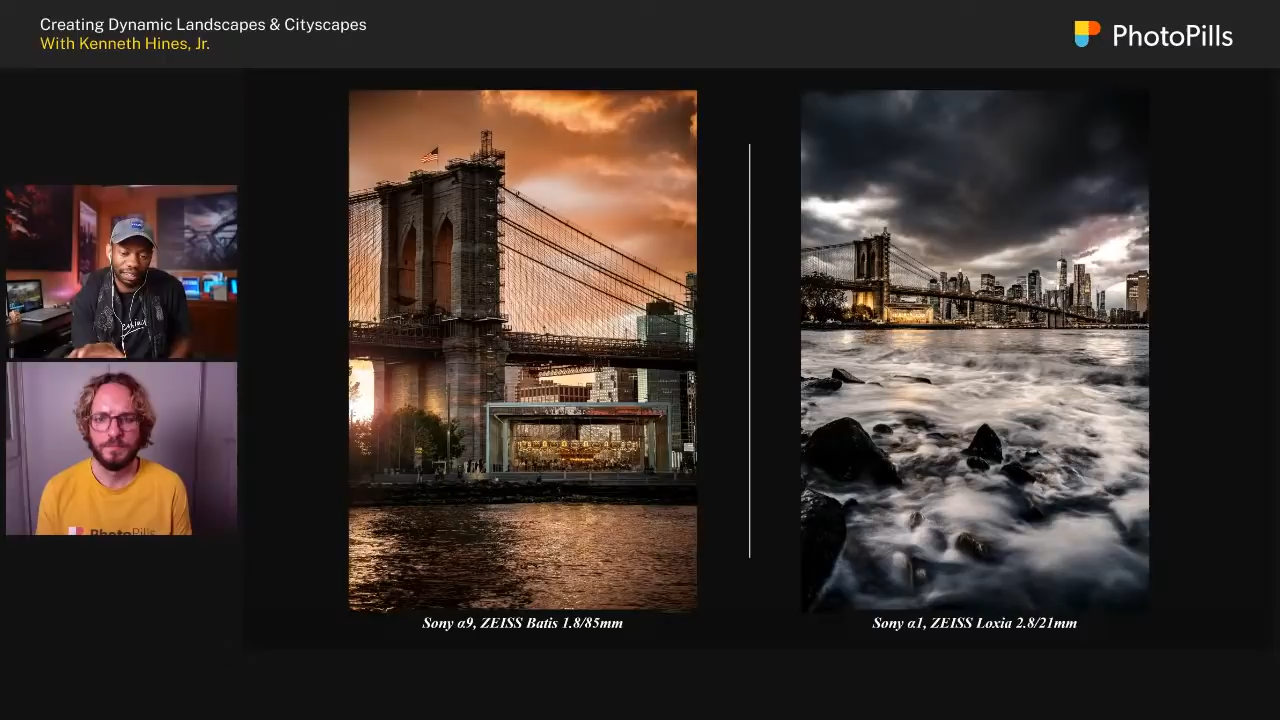 Creating Dynamic Landscapes & Cityscapes
With Kenneth Hines, Jr.
PhotoPills
PhotoPills
Sony α9, ZEISS Batis 1.8/85mm
Sony α1, ZEISS Loxia 2.8/21mm